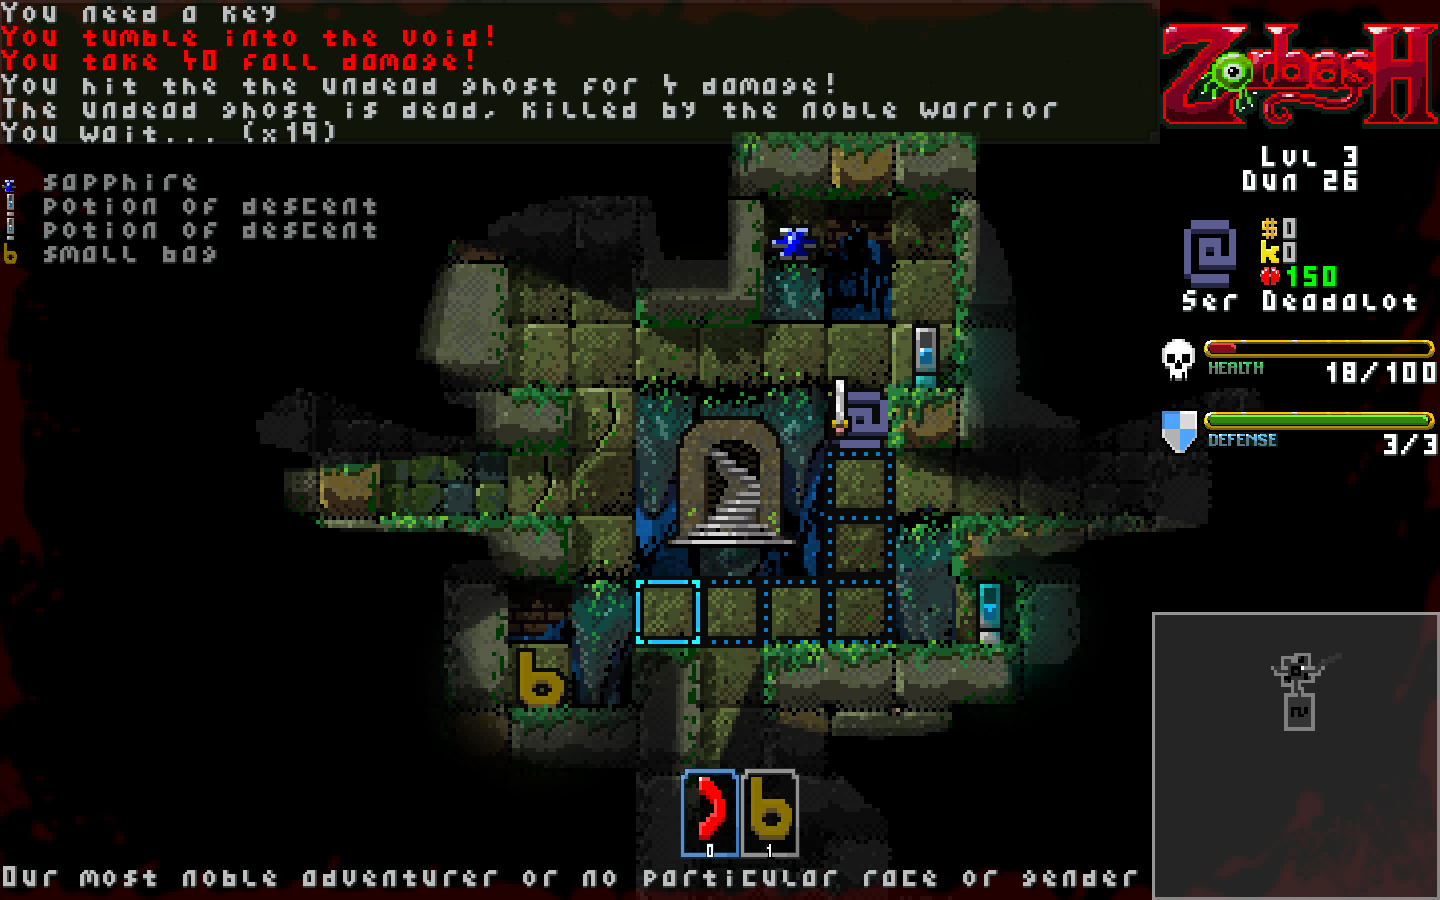 You need a key
You tumble into the void!
You take 40 fall damage!
You hit the the undead ghost for 4 damage!
The undead ghost is dead, killed by the noble warrior
You wait... (x19)
ZorbasH
sapphire
potion of descent
potion of descent
small bag
Lvl 3
Dun 26
$0
k0
150
Ser Deadalot
HEALTH
18/100
DEFENSE
3/3
0
1
Our most noble adventurer or no particular race or gender